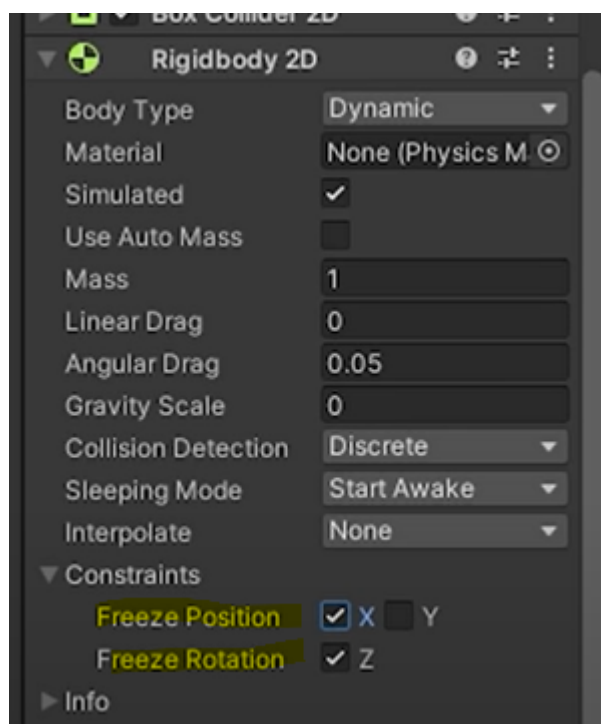 Box Collider 2D
Rigidbody 2D
Body Type Dynamic
Material None (Physics M
Simulated
Use Auto Mass
Mass 1
Linear Drag 0
Angular Drag 0.05
Gravity Scale 0
Collision Detection Discrete
Sleeping Mode Start Awake
Interpolate None
Constraints
Freeze Position X Y
Freeze Rotation Z
Info